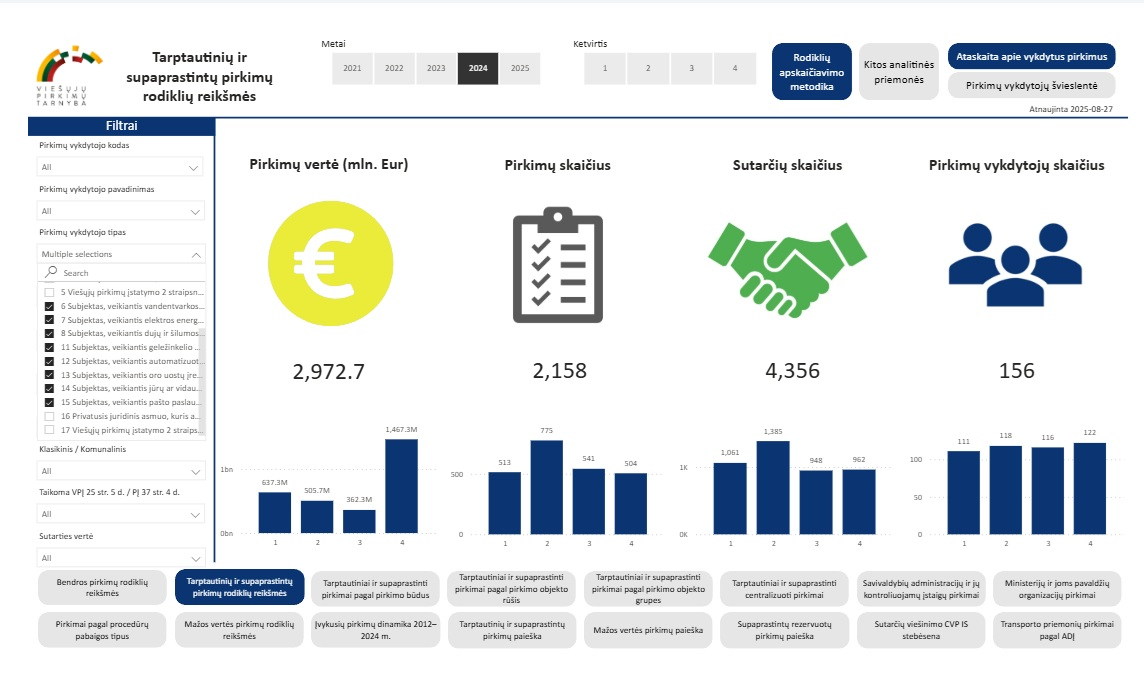 VIEŠŲJŲ
PIRKIMŲ
TARNYBA
Tarptautinių ir
supaprastintų pirkimų
rodiklių reikšmės
Metai
2021 2022 2023 2024 2025
Ketvirtis
1 2 3 4
Rodiklių
apskaičiavimo
metodika
Kitos analitinės
priemonės
Ataskaita apie vykdytus pirkimus
Pirkimų vykdytojų švieslentė
Atnaujinta 2025-08-27
Filtrai
Pirkimų vykdytojo kodas
All
Pirkimų vykdytojo pavadinimas
All
Pirkimų vykdytojo tipas
Multiple selections
Search
5 Viešųjų pirkimų įstatymo 2 straipsn...
6 Subjektas, veikiantis vandentvarkos...
7 Subjektas, veikiantis elektros energ...
8 Subjektas, veikiantis dujų ir šilumos...
11 Subjektas, veikiantis geležinkelio ...
12 Subjektas, veikiantis automatizuot...
13 Subjektas, veikiantis oro uostų įre...
14 Subjektas, veikiantis jūrų ar vidau...
15 Subjektas, veikiantis pašto paslau...
16 Privatusis juridinis asmuo, kuris a...
17 Viešųjų pirkimų įstatymo 2 straips...
Klasikinis / Komunalinis
All
Taikoma VPĮ 25 str. 5 d. / PĮ 37 str. 4 d.
All
Sutarties vertė
All
Pirkimų vertė (mln. Eur)
2,972.7
1bn
0bn
637.3M 505.7M 362.3M 1,467.3M
1 2 3 4
Pirkimų skaičius
2,158
500
0
513 775 541 504
1 2 3 4
Sutarčių skaičius
4,356
1K
0K
1,061 1,385 948 962
1 2 3 4
Pirkimų vykdytojų skaičius
156
100
50
0
111 118 116 122
1 2 3 4
Bendros pirkimų rodiklių
reikšmės
Tarptautinių ir supaprastintų
pirkimų rodiklių reikšmės
Tarptautiniai ir supaprastinti
pirkimai pagal pirkimo būdus
Tarptautiniai ir supaprastinti
pirkimai pagal pirkimo objekto
rūšis
Tarptautiniai ir supaprastinti
pirkimai pagal pirkimo objekto
grupes
Tarptautiniai ir supaprastinti
centralizuoti pirkimai
Savivaldybių administracijų ir jų
kontroliuojamų įstaigų pirkimai
Ministerijų ir joms pavaldžių
organizacijų pirkimai
Pirkimai pagal procedūrų
pabaigos tipus
Mažos vertės pirkimų rodiklių
reikšmės
Įvykusių pirkimų dinamika 2012–
2024 m.
Tarptautinių ir supaprastintų
pirkimų paieška
Mažos vertės pirkimų paieška
Supaprastintų rezervuotų
pirkimų paieška
Sutarčių viešinimo CVP IS
stebėsena
Transporto priemonių pirkimai
pagal ADĮ